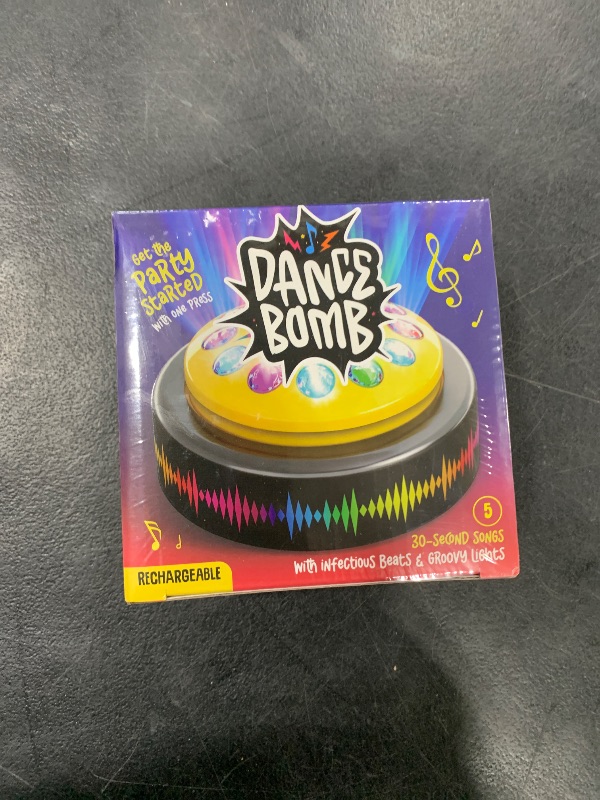 Get the
Party
Started
with one Press
DANCE
BOMB
5
30-Second Songs
with infectious Beats & Groovy Lights
RECHARGEABLE